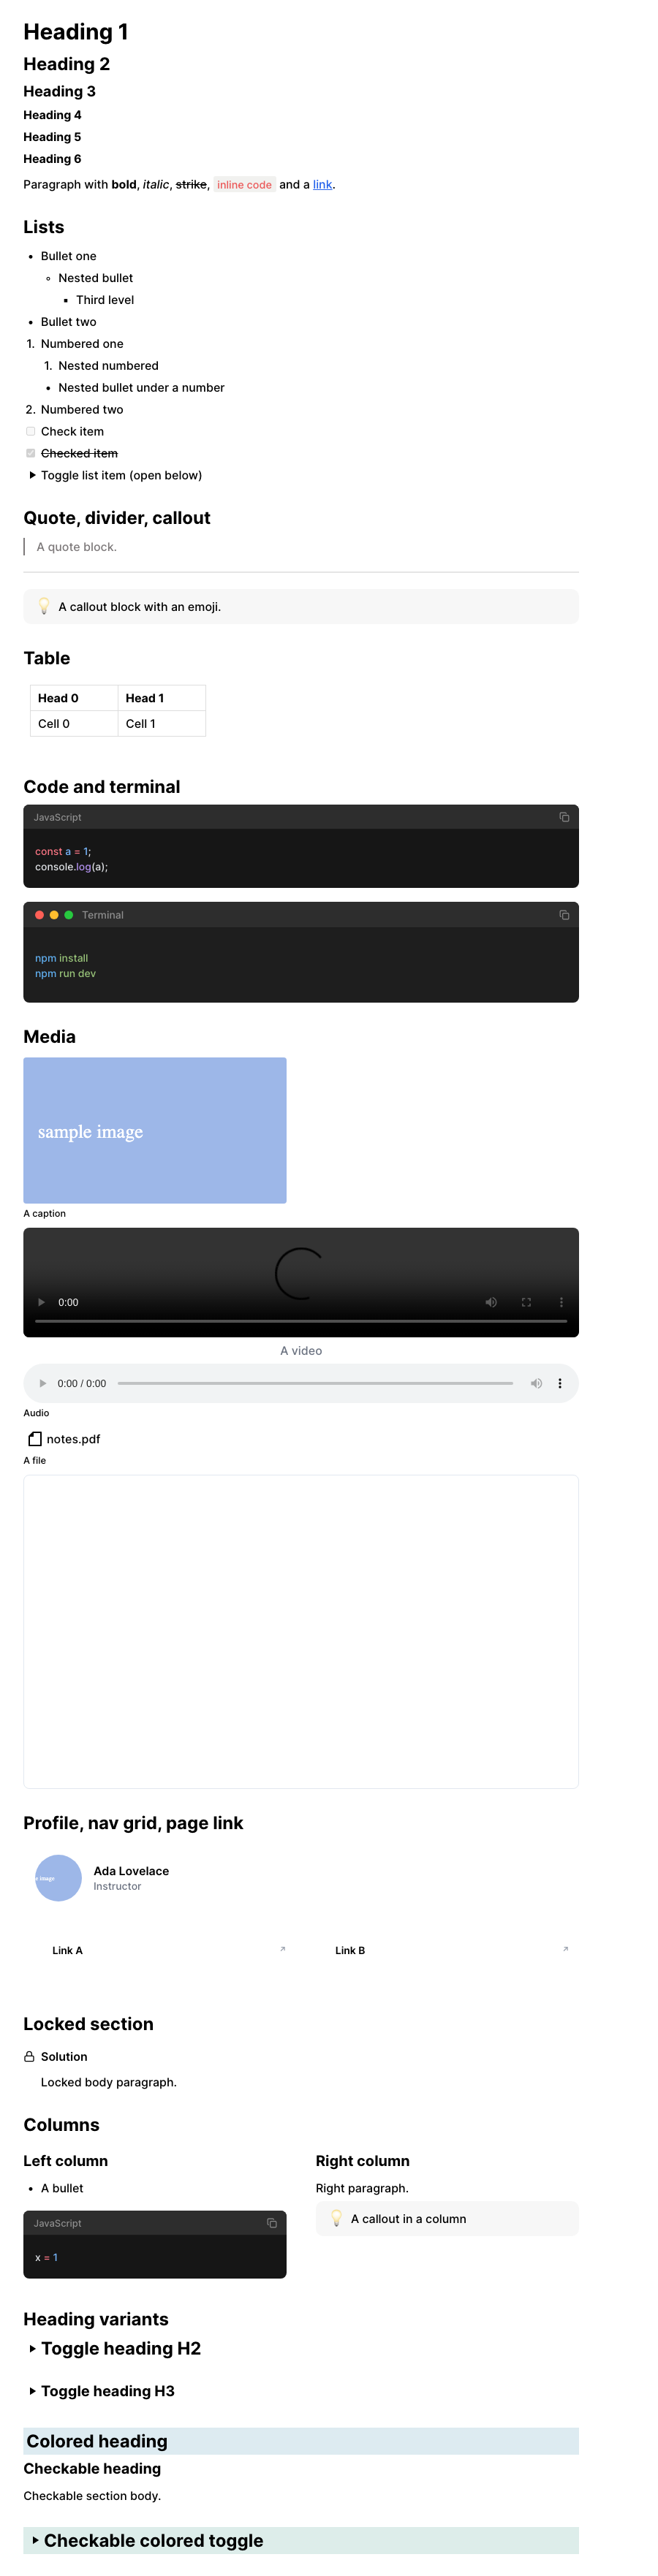 Heading 1
Heading 2
Heading 3
Heading 4
Heading 5
Heading 6
Paragraph with bold, italic, strike, inline code and a link.
Lists
• Bullet one
◦ Nested bullet
▪ Third level
• Bullet two
1. Numbered one
1. Nested numbered
• Nested bullet under a number
2. Numbered two
Check item
Checked item
Toggle list item (open below)
Quote, divider, callout
A quote block.
A callout block with an emoji.
Table
Head 0 Head 1
Cell 0 Cell 1
Code and terminal
JavaScript
const a = 1;
console.log(a);
Terminal
npm install
npm run dev
Media
sample image
A caption
0:00
A video
0:00 / 0:00
Audio
notes.pdf
A file
Profile, nav grid, page link
e image
Ada Lovelace
Instructor
Link A
Link B
Locked section
Solution
Locked body paragraph.
Columns
Left column
• A bullet
JavaScript
x = 1
Right column
Right paragraph.
A callout in a column
Heading variants
Toggle heading H2
Toggle heading H3
Colored heading
Checkable heading
Checkable section body.
Checkable colored toggle